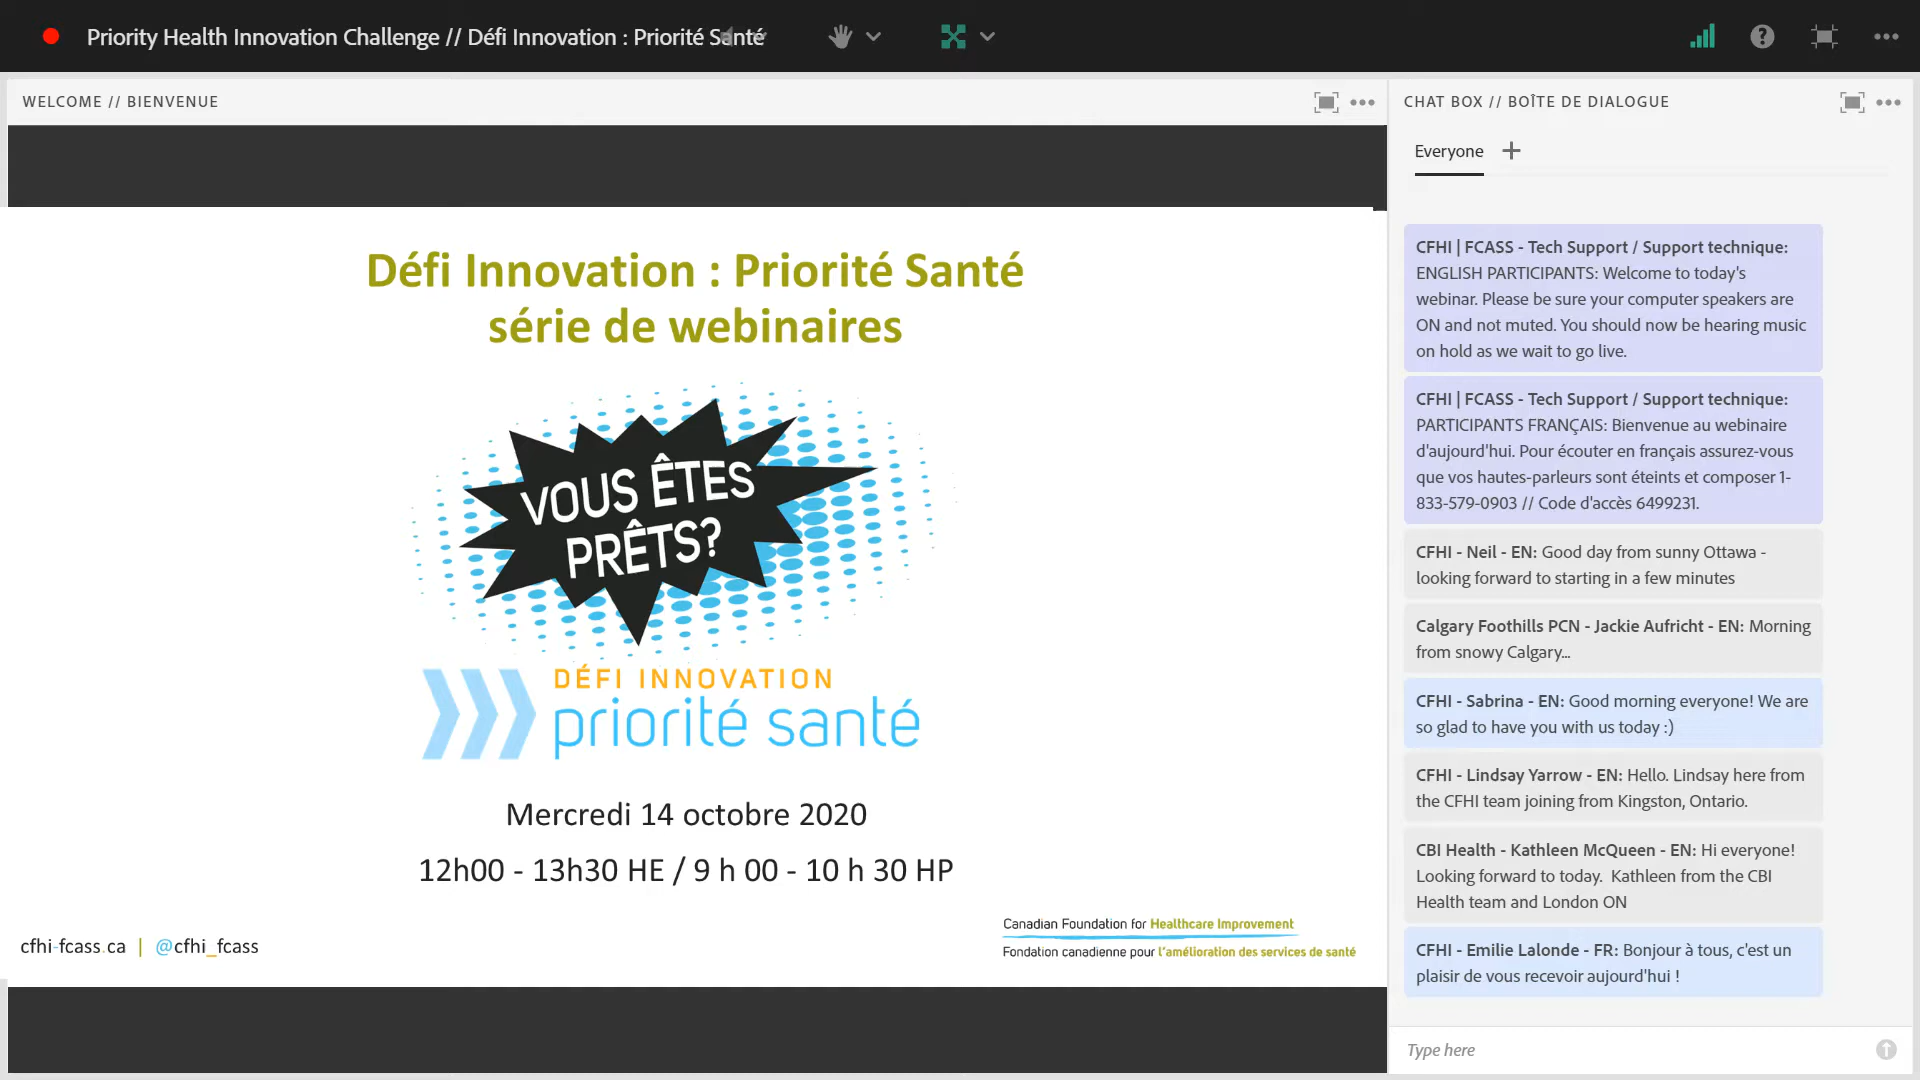 Priority Health Innovation Challenge // Défi Innovation : Priorité Santé
WELCOME // BIENVENUE
Défi Innovation : Priorité Santé
série de webinaires
VOUS ÊTES
PRÊTS?
DÉFI INNOVATION
priorité santé
Mercredi 14 octobre 2020
12h00 - 13h30 HE / 9 h 00 - 10 h 30 HP
cfhi-fcass.ca | @cfhi_fcass
Canadian Foundation for Healthcare Improvement
Fondation canadienne pour l'amélioration des services de santé
CHAT BOX // BOÎTE DE DIALOGUE
Everyone
CFHI | FCASS - Tech Support / Support technique:
ENGLISH PARTICIPANTS: Welcome to today's
webinar. Please be sure your computer speakers are
ON and not muted. You should now be hearing music
on hold as we wait to go live.
CFHI | FCASS - Tech Support / Support technique:
PARTICIPANTS FRANÇAIS: Bienvenue au webinaire
d'aujourd'hui. Pour écouter en français assurez-vous
que vos hautes-parleurs sont éteints et composer 1-
833-579-0903 // Code d'accès 6499231.
CFHI - Neil - EN: Good day from sunny Ottawa -
looking forward to starting in a few minutes
Calgary Foothills PCN - Jackie Aufricht - EN: Morning
from snowy Calgary...
CFHI - Sabrina - EN: Good morning everyone! We are
so glad to have you with us today :)
CFHI - Lindsay Yarrow - EN: Hello. Lindsay here from
the CFHI team joining from Kingston, Ontario.
CBI Health - Kathleen McQueen - EN: Hi everyone!
Looking forward to today.  Kathleen from the CBI
Health team and London ON
CFHI - Emilie Lalonde - FR: Bonjour à tous, c'est un
plaisir de vous recevoir aujourd'hui !
Type here